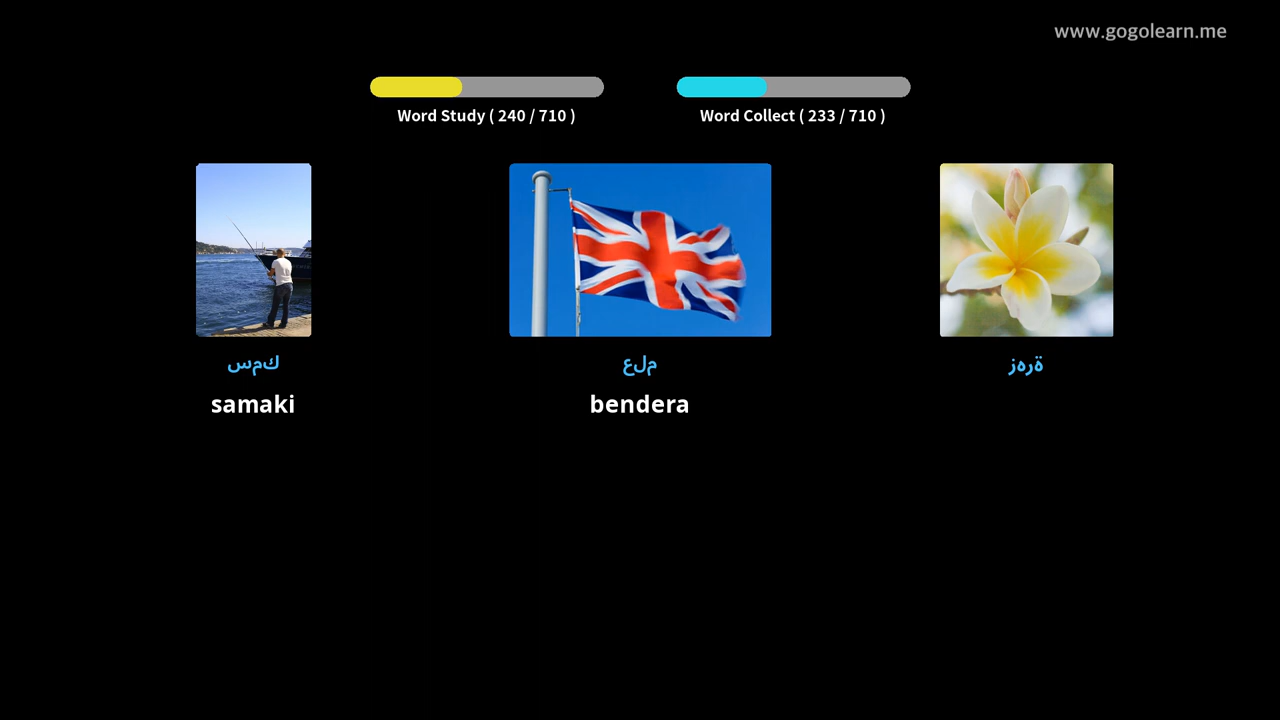 www.gogolearn.me
Word Study ( 240 / 710 )
Word Collect ( 233 / 710 )
سمك
علم
زهرة
samaki
bendera